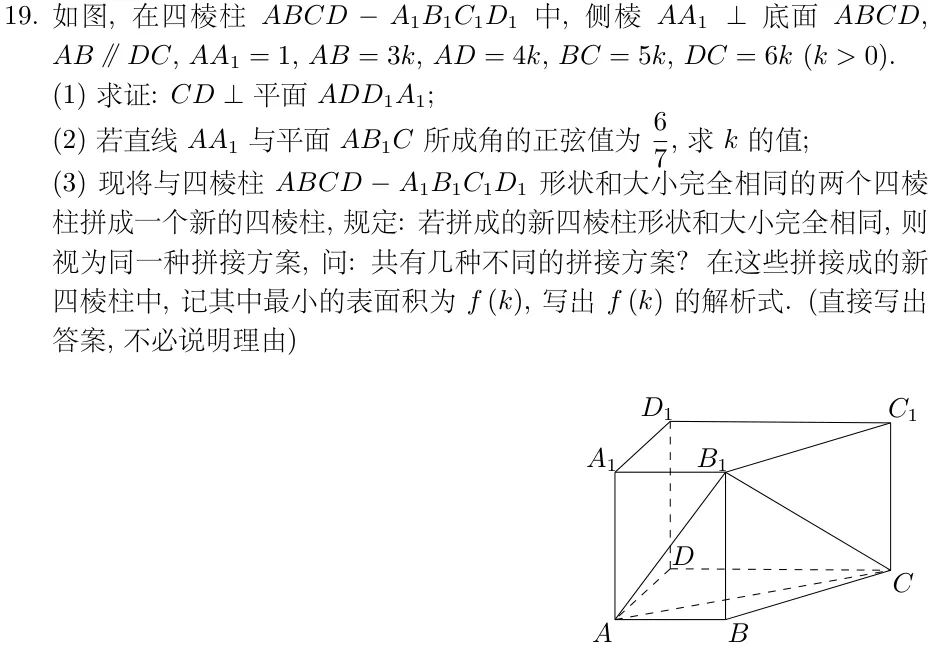 19. 如图, 在四棱柱 ABCD − A₁B₁C₁D₁ 中, 侧棱 AA₁ ⊥ 底面 ABCD,
AB ∥ DC, AA₁ = 1, AB = 3k, AD = 4k, BC = 5k, DC = 6k (k > 0).
(1) 求证: CD ⊥ 平面 ADD₁A₁;
(2) 若直线 AA₁ 与平面 AB₁C 所成角的正弦值为 6/7, 求 k 的值;
(3) 现将与四棱柱 ABCD − A₁B₁C₁D₁ 形状和大小完全相同的两个四棱
柱拼成一个新的四棱柱, 规定: 若拼成的新四棱柱形状和大小完全相同, 则
视为同一种拼接方案, 问: 共有几种不同的拼接方案? 在这些拼接成的新
四棱柱中, 记其中最小的表面积为 f (k), 写出 f (k) 的解析式. (直接写出
答案, 不必说明理由)
D₁ C₁
A₁ B₁
D
C
A B